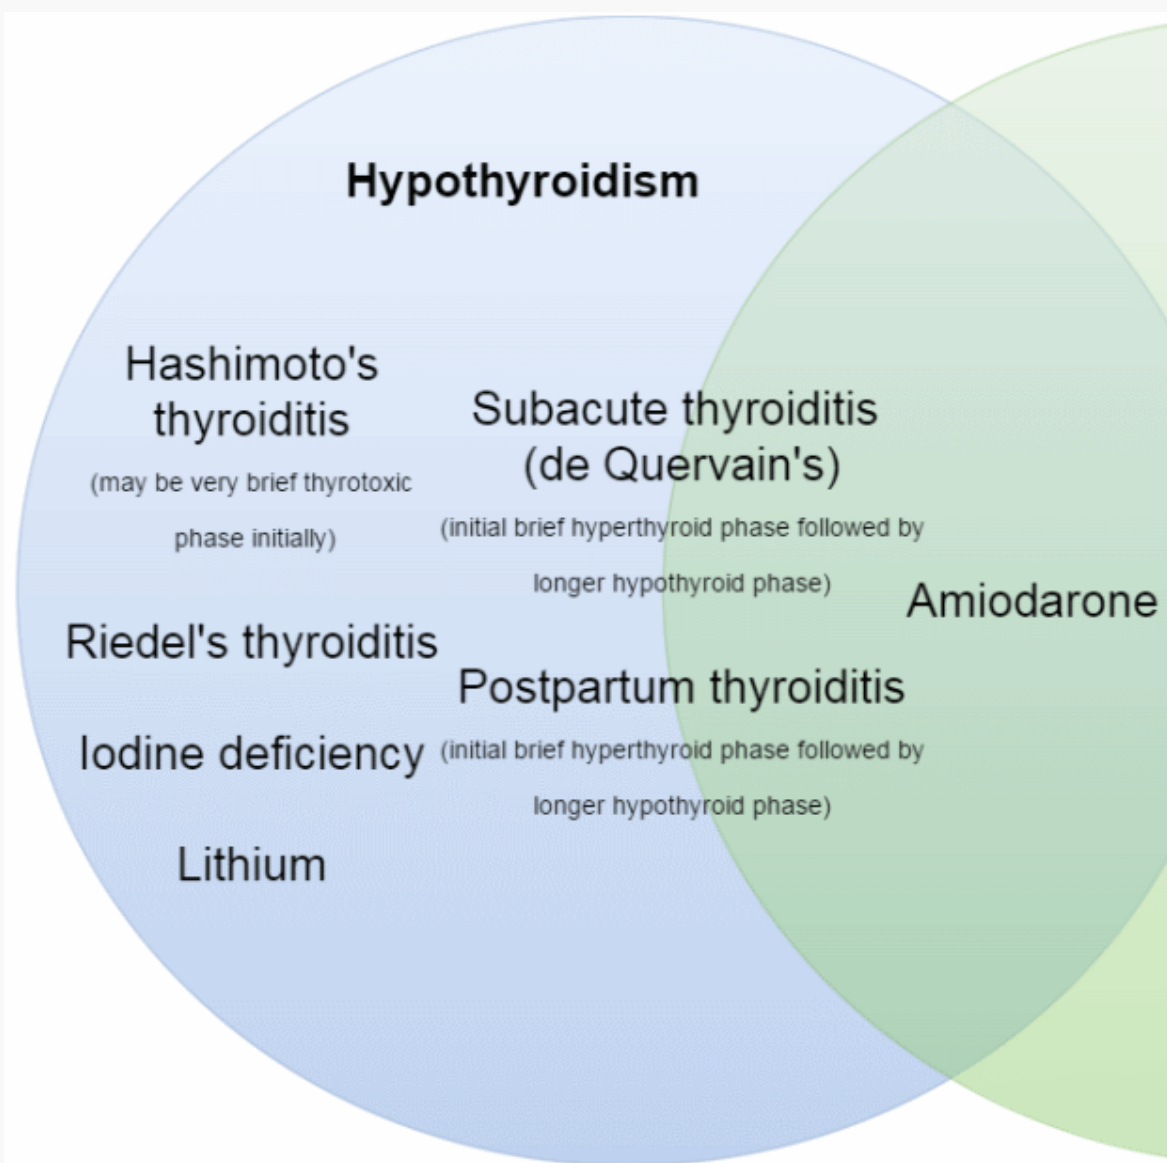 Hypothyroidism
Hashimoto's
thyroiditis
(may be very brief thyrotoxic
phase initially)
Riedel's thyroiditis
Iodine deficiency
Lithium
Subacute thyroiditis
(de Quervain's)
(initial brief hyperthyroid phase followed by
longer hypothyroid phase)
Postpartum thyroiditis
(initial brief hyperthyroid phase followed by
longer hypothyroid phase)
Amiodarone